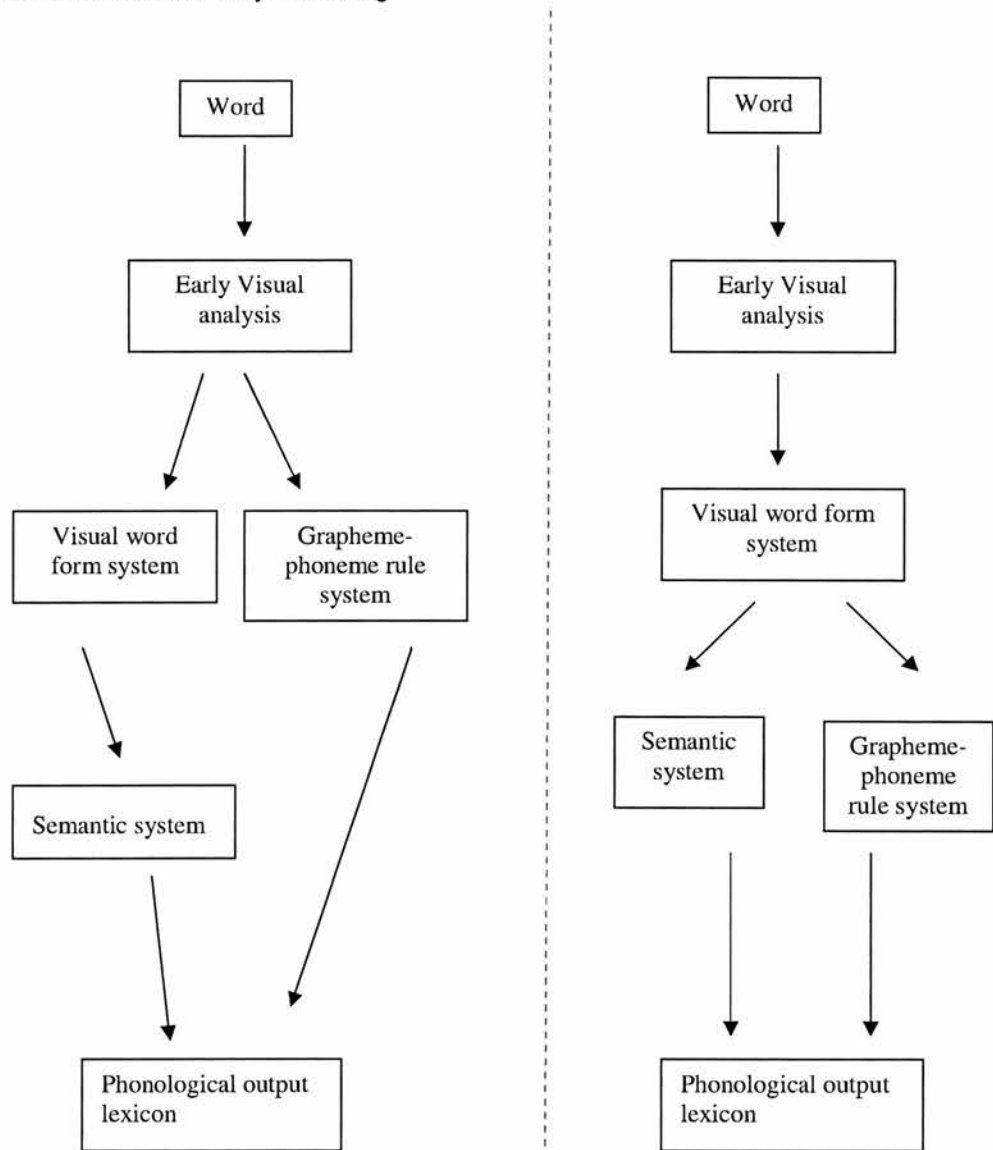 Word
Early Visual
analysis
Visual word
form system
Grapheme-
phoneme rule
system
Semantic system
Phonological output
lexicon
Word
Early Visual
analysis
Visual word form
system
Semantic
system
Grapheme-
phoneme
rule system
Phonological output
lexicon